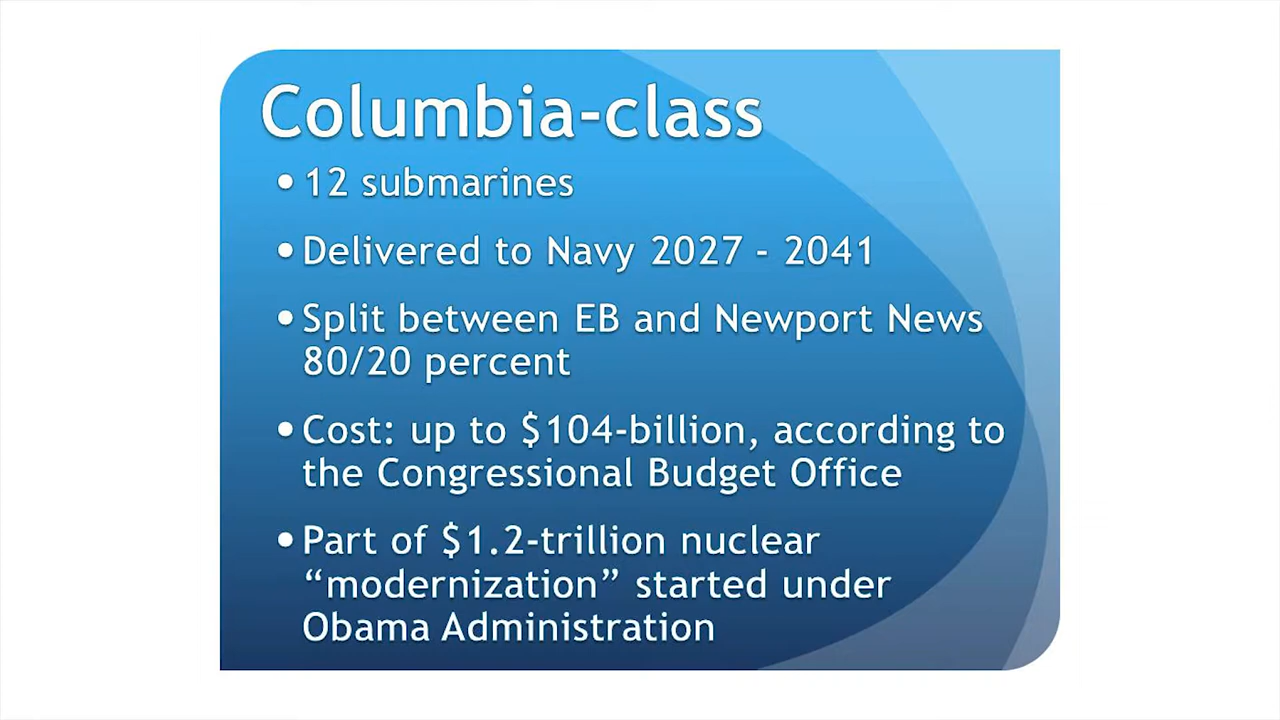 Columbia-class
• 12 submarines
• Delivered to Navy 2027 - 2041
• Split between EB and Newport News
80/20 percent
• Cost: up to $104-billion, according to
the Congressional Budget Office
• Part of $1.2-trillion nuclear
“modernization” started under
Obama Administration